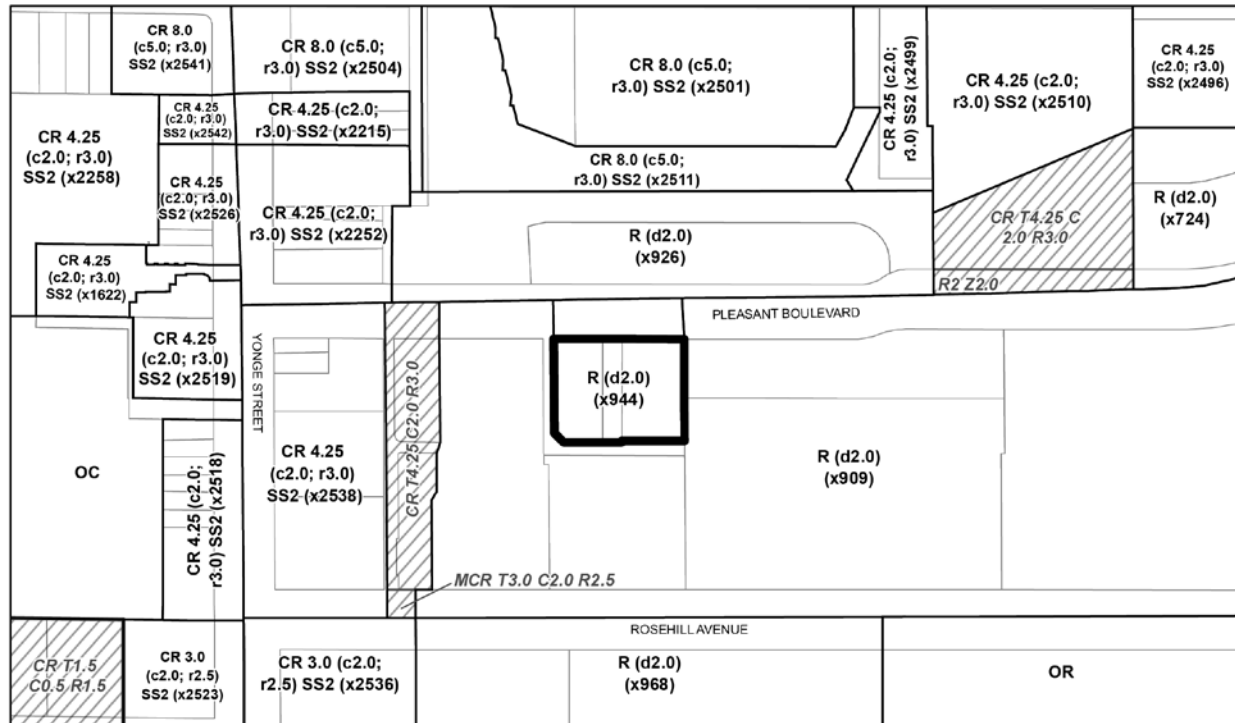 CR 8.0
(c5.0; r3.0)
SS2 (x2541)
CR 8.0 (c5.0;
r3.0) SS2 (x2504)
CR 8.0 (c5.0;
r3.0) SS2 (x2501)
CR 4.25 (c2.0;
r3.0) SS2 (x2499)
CR 4.25 (c2.0;
r3.0) SS2 (x2510)
CR 4.25
(c2.0; r3.0)
SS2 (x2496)
CR 4.25
(c2.0; r3.0)
SS2 (x2258)
CR 4.25
(c2.0; r3.0)
SS2 (x2542)
CR 4.25 (c2.0;
r3.0) SS2 (x2215)
CR 8.0 (c5.0;
r3.0) SS2 (x2511)
CR 4.25
(c2.0; r3.0)
SS2 (x2526)
CR 4.25 (c2.0;
r3.0) SS2 (x2252)
R (d2.0)
(x926)
CR T4.25 C
2.0 R3.0
R (d2.0)
(x724)
CR 4.25
(c2.0; r3.0)
SS2 (x1622)
R2 Z2.0
PLEASANT BOULEVARD
CR 4.25
(c2.0; r3.0)
SS2 (x2519)
YONGE STREET
CR T4.25 C2.0 R3.0
R (d2.0)
(x944)
OC
CR 4.25 (c2.0;
r3.0) SS2 (x2518)
CR 4.25
(c2.0; r3.0)
SS2 (x2538)
R (d2.0)
(x909)
MCR T3.0 C2.0 R2.5
ROSEHILL AVENUE
CR T1.5
C0.5 R1.5
CR 3.0
(c2.0; r2.5)
SS2 (x2523)
CR 3.0 (c2.0;
r2.5) SS2 (x2536)
R (d2.0)
(x968)
OR